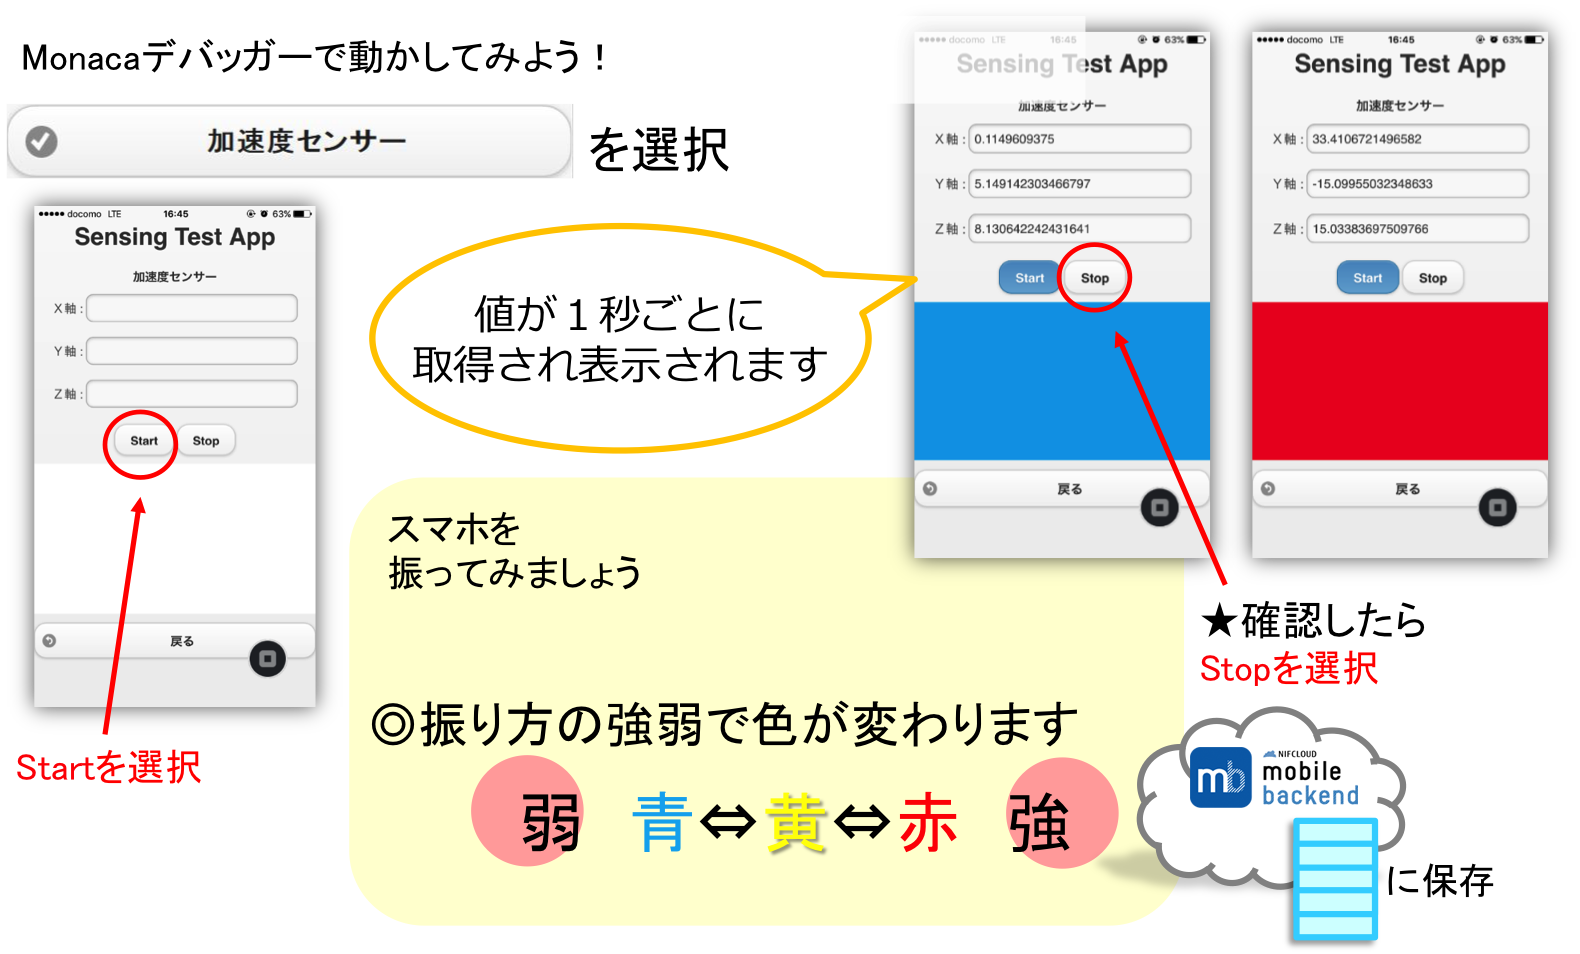 Monacaデバッガーで動かしてみよう！
加速度センサー
を選択
docomo LTE 16:45 63%
Sensing Test App
加速度センサー
X軸：
Y軸：
Z軸：
Start Stop
戻る
Startを選択
値が１秒ごとに
取得され表示されます
docomo LTE 16:45 63%
Sensing Test App
加速度センサー
X軸： 0.1149609375
Y軸： 5.149142303466797
Z軸： 8.130642242431641
Start Stop
戻る
docomo LTE 16:45 63%
Sensing Test App
加速度センサー
X軸： 33.4106721496582
Y軸： -15.09955032348633
Z軸： 15.03383697509766
Start Stop
戻る
スマホを
振ってみましょう
◎振り方の強弱で色が変わります
弱 青⇔黄⇔赤 強
★確認したら
Stopを選択
NIFCLOUD
mb mobile
backend
に保存